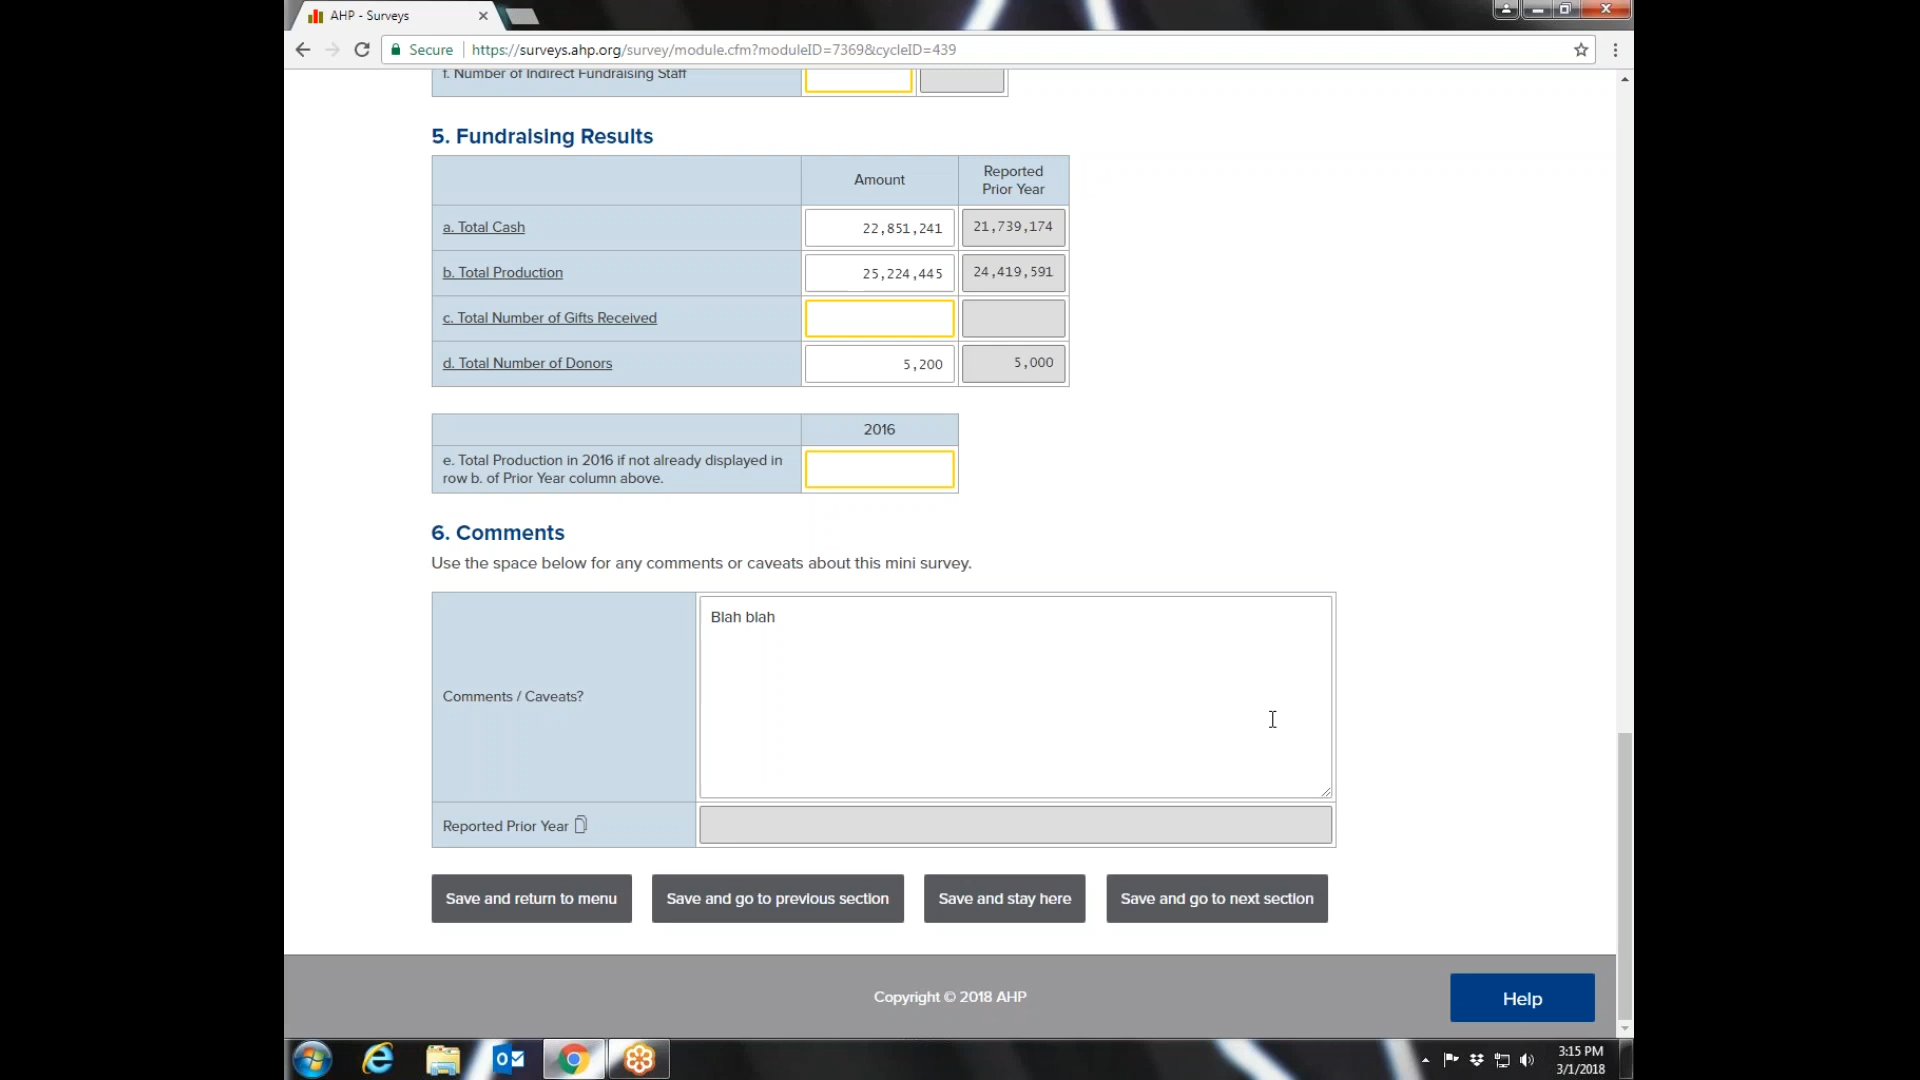 AHP - Surveys
Secure https://surveys.ahp.org/survey/module.cfm?moduleID=7369&cycleID=439
f. Number of Indirect Fundraising Staff
5. Fundraising Results
Amount
Reported
Prior Year
a. Total Cash 22,851,241 21,739,174
b. Total Production 25,224,445 24,419,591
c. Total Number of Gifts Received
d. Total Number of Donors 5,200 5,000
2016
e. Total Production in 2016 if not already displayed in
row b. of Prior Year column above.
6. Comments
Use the space below for any comments or caveats about this mini survey.
Blah blah
Comments / Caveats?
Reported Prior Year
Save and return to menu Save and go to previous section Save and stay here Save and go to next section
Copyright © 2018 AHP
Help
3:15 PM
3/1/2018